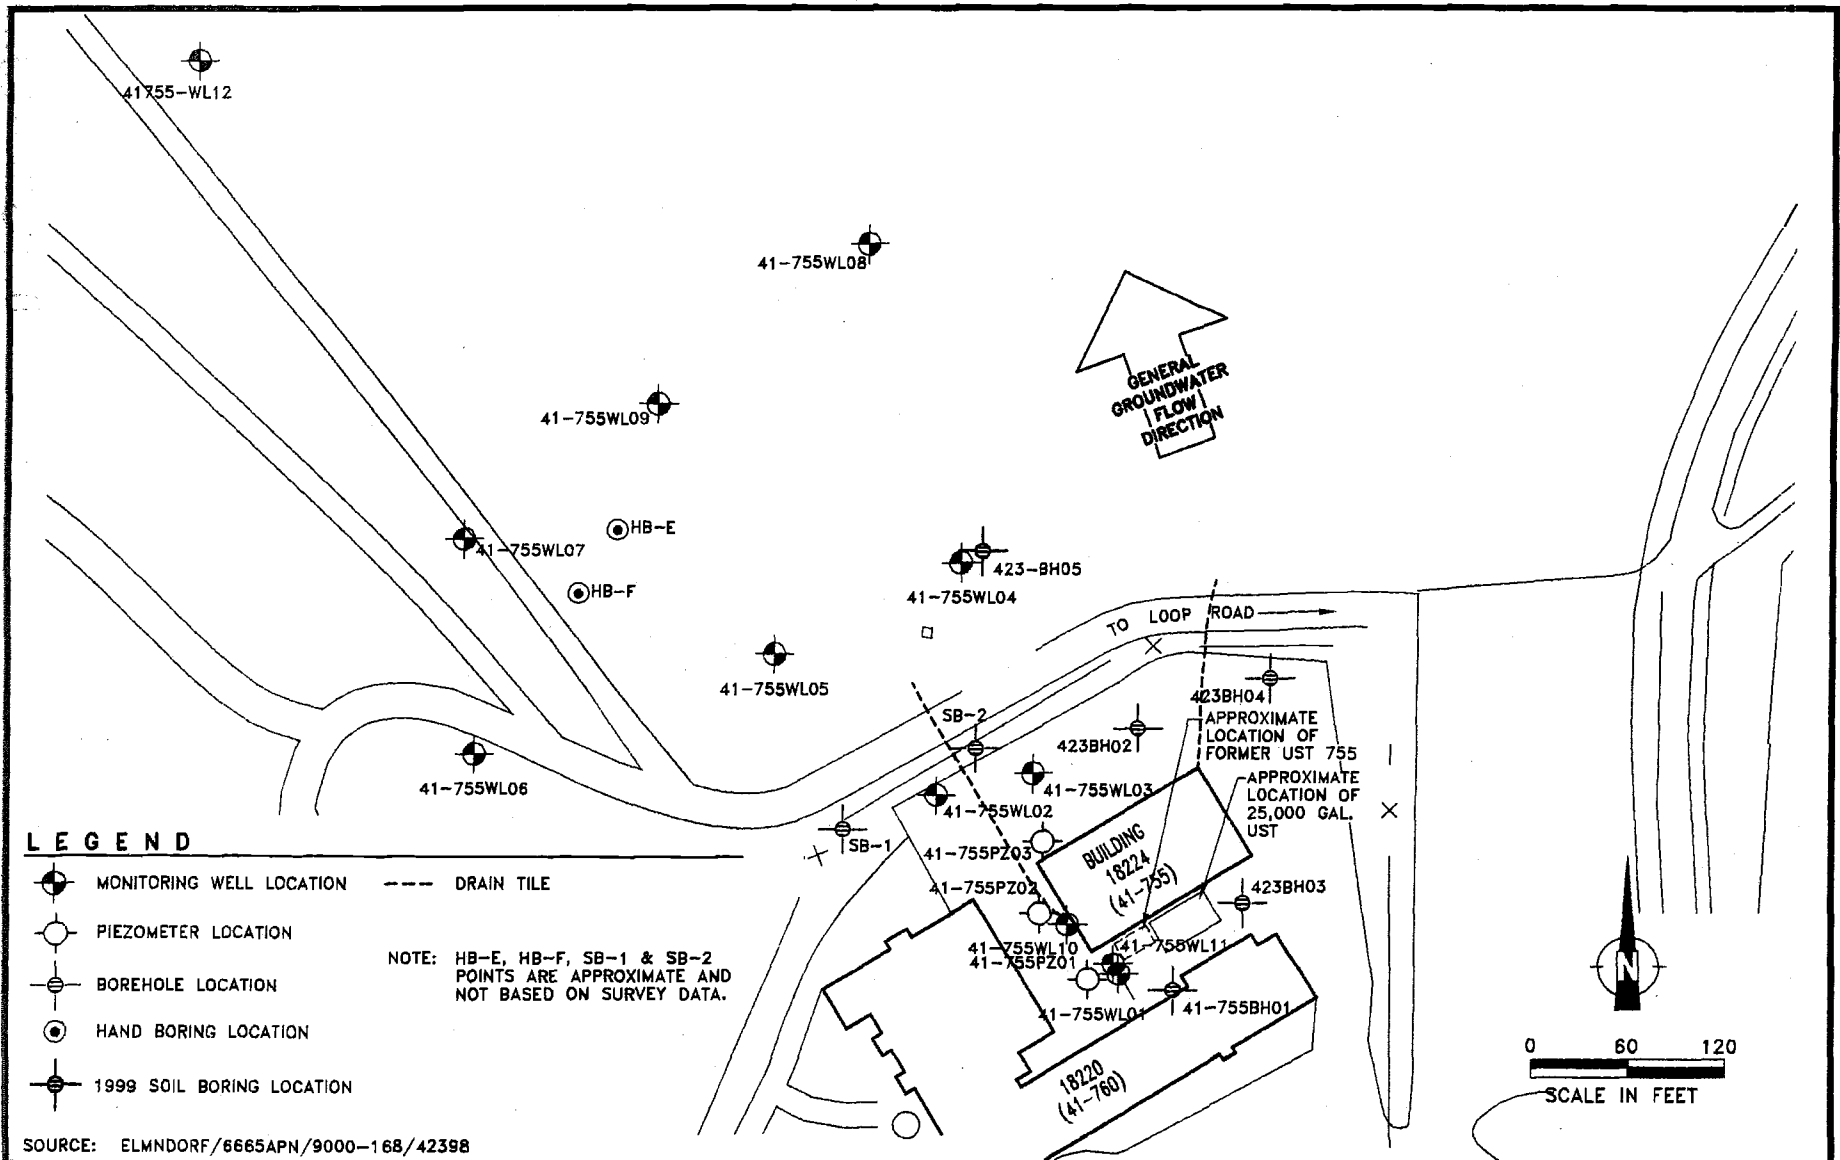 41755-WL12
41-755WL08
GENERAL
GROUNDWATER
FLOW
DIRECTION
41-755WL09
HB-E
41-755WL07
HB-F
423-BH05
41-755WL04
TO LOOP ROAD
41-755WL05
423BH04
SB-2
APPROXIMATE
LOCATION OF
FORMER UST 755
423BH02
41-755WL06
41-755WL03
APPROXIMATE
LOCATION OF
25,000 GAL.
UST
41-755WL02
SB-1
41-755PZ03
BUILDING
18224
(41-755)
41-755PZ02
423BH03
41-755WL10
41-755WL11
41-755PZ01
41-755WL01
41-755BH01
18220
(41-760)
LEGEND
MONITORING WELL LOCATION
DRAIN TILE
PIEZOMETER LOCATION
NOTE: HB-E, HB-F, SB-1 & SB-2
POINTS ARE APPROXIMATE AND
NOT BASED ON SURVEY DATA.
BOREHOLE LOCATION
HAND BORING LOCATION
1999 SOIL BORING LOCATION
N
0 60 120
SCALE IN FEET
SOURCE: ELMNDORF/6665APN/9000-168/42398